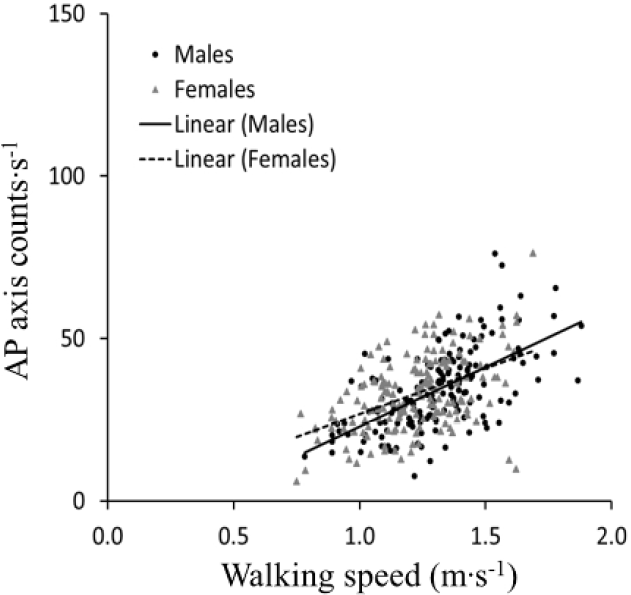 150
Males
Females
Linear (Males)
Linear (Females)
100
50
0
AP axis counts·s⁻¹
0.0 0.5 1.0 1.5 2.0
Walking speed (m·s⁻¹)